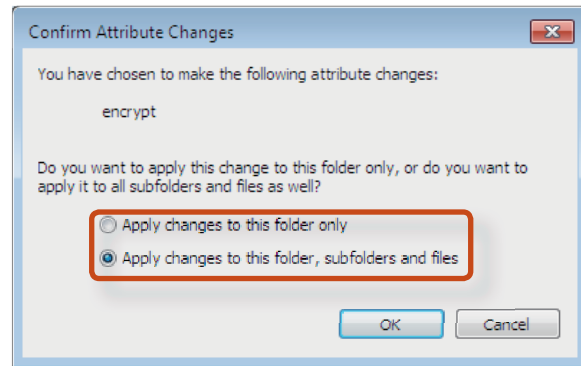 Confirm Attribute Changes
You have chosen to make the following attribute changes:
encrypt
Do you want to apply this change to this folder only, or do you want to
apply it to all subfolders and files as well?
Apply changes to this folder only
Apply changes to this folder, subfolders and files
OK
Cancel